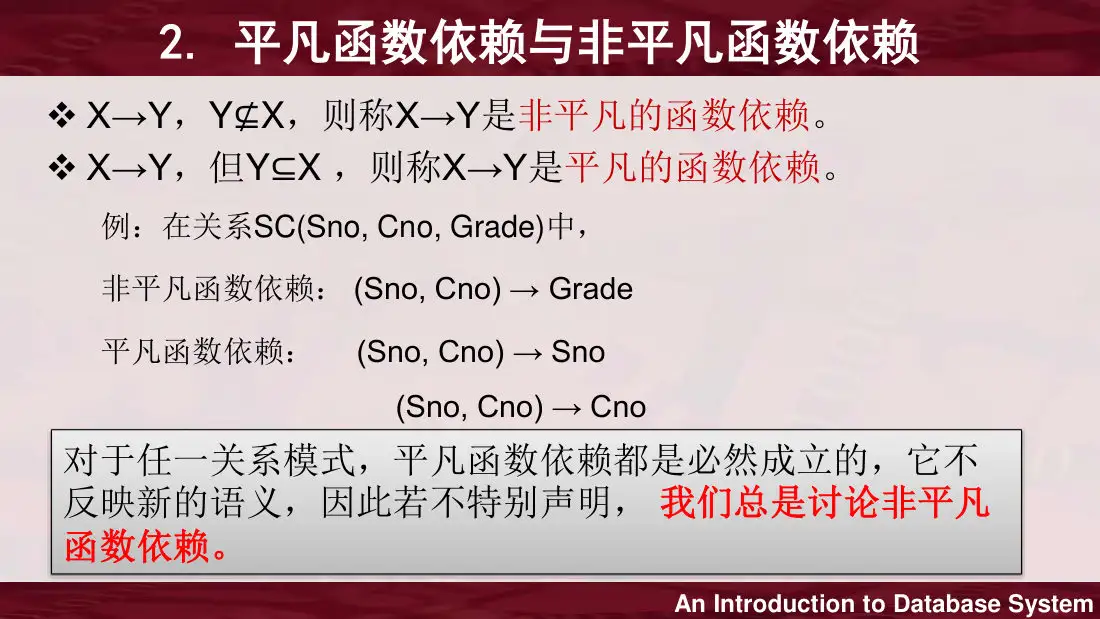 2. 平凡函数依赖与非平凡函数依赖
❖ X→Y，Y⊈X，则称X→Y是非平凡的函数依赖。
❖ X→Y，但Y⊆X ，则称X→Y是平凡的函数依赖。
例：在关系SC(Sno, Cno, Grade)中，
非平凡函数依赖： (Sno, Cno) → Grade
平凡函数依赖： (Sno, Cno) → Sno
(Sno, Cno) → Cno
对于任一关系模式，平凡函数依赖都是必然成立的，它不
反映新的语义，因此若不特别声明， 我们总是讨论非平凡
函数依赖。
An Introduction to Database System